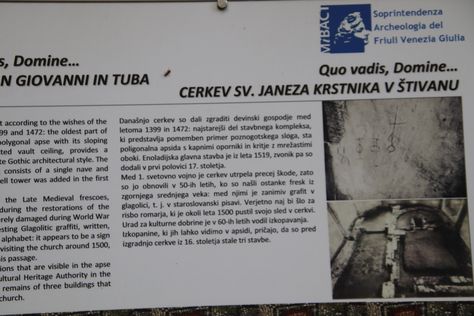 MiBACT
Soprintendenza
Archeologia del
Friuli Venezia Giulia
s, Domine...
N GIOVANNI IN TUBA
t according to the wishes of the
99 and 1472: the oldest part of
polygonal apse with its sloping
ted vault ceiling, provides a
te Gothic architectural style. The
t consists of a single nave and
ell tower was added in the first
the Late Medieval frescoes,
during the restorations of the
erely damaged during World War
esting Glagolitic graffiti, written,
alphabet: it appears to be a sign
visiting the church around 1500,
is passage.
tions that are visible in the apse
ultural Heritage Authority in the
remains of three buildings that
church.
Quo vadis, Domine...
CERKEV SV. JANEZA KRSTNIKA V ŠTIVANU
Današnjo cerkev so dali zgraditi devinski gospodje med
letoma 1399 in 1472: najstarejši del stavbnega kompleksa,
ki predstavlja pomemben primer poznogotskega sloga, sta
poligonalna apsida s kapnimi oporniki in kritje z mrežastimi
oboki. Enoladijska glavna stavba je iz leta 1519, zvonik pa so
dodali v prvi polovici 17. stoletja.
Med 1. svetovno vojno je cerkev utrpela precej škode, zato
so jo obnovili v 50-ih letih, ko so našli ostanke fresk iz
zgornjega srednjega veka: med njimi je zanimiv grafit v
glagolici, t. j. v staroslovanski pisavi. Verjetno naj bi šlo za
risbo romarja, ki je okoli leta 1500 pustil svojo sled v cerkvi.
Urad za kulturne dobrine je v 60-ih letih vodil izkopavanja.
Izkopanine, ki jih lahko vidimo v apsidi, pričajo, da so pred
izgradnjo cerkve iz 16. stoletja stale tri stavbe.